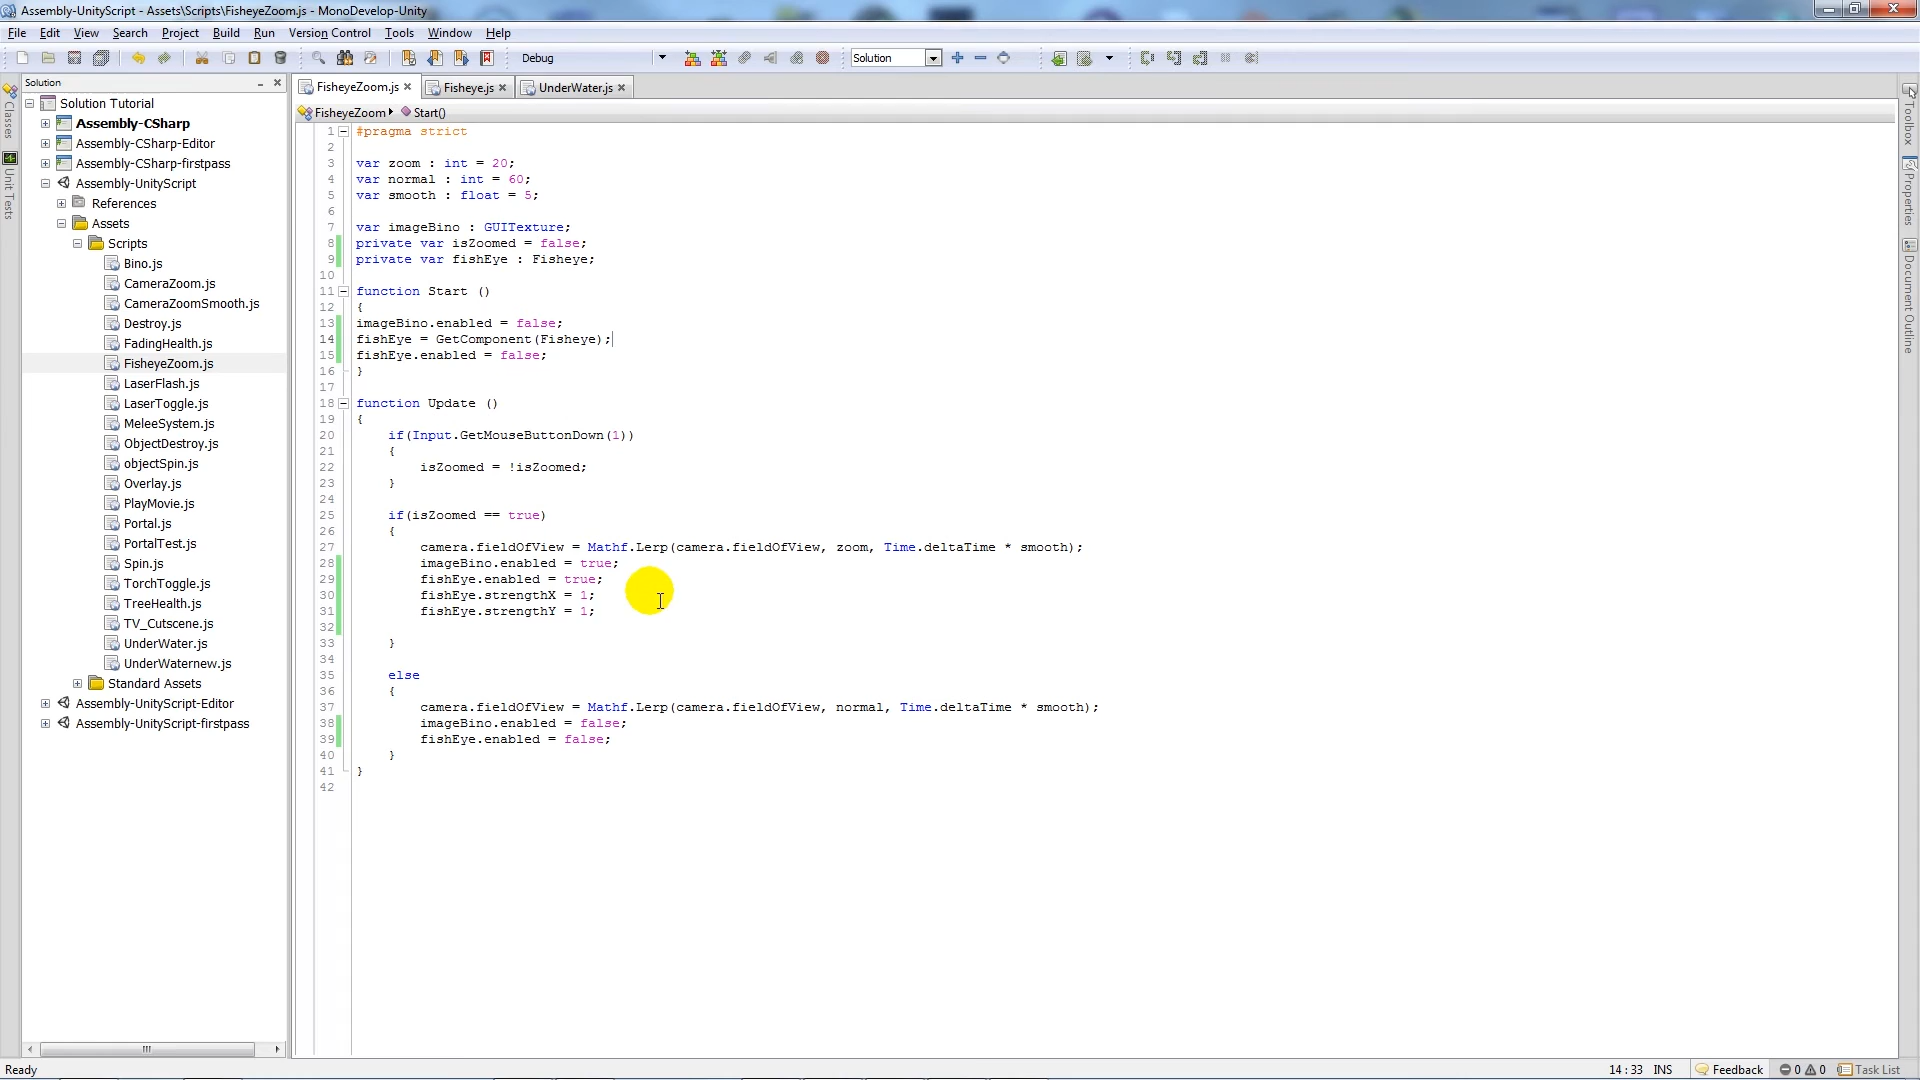 Assembly-UnityScript - Assets\Scripts\FisheyeZoom.js - MonoDevelop-Unity
File Edit View Search Project Build Run Version Control Tools Window Help
Debug Solution
Solution
Solution Tutorial
Assembly-CSharp
Assembly-CSharp-Editor
Assembly-CSharp-firstpass
Assembly-UnityScript
References
Assets
Scripts
Bino.js
CameraZoom.js
CameraZoomSmooth.js
Destroy.js
FadingHealth.js
FisheyeZoom.js
LaserFlash.js
LaserToggle.js
MeleeSystem.js
ObjectDestroy.js
objectSpin.js
Overlay.js
PlayMovie.js
Portal.js
PortalTest.js
Spin.js
TorchToggle.js
TreeHealth.js
TV_Cutscene.js
UnderWater.js
UnderWaternew.js
Standard Assets
Assembly-UnityScript-Editor
Assembly-UnityScript-firstpass
Classes
Unit Tests
FisheyeZoom.js Fisheye.js UnderWater.js
FisheyeZoom Start()
1 #pragma strict
2
3 var zoom : int = 20;
4 var normal : int = 60;
5 var smooth : float = 5;
6
7 var imageBino : GUITexture;
8 private var isZoomed = false;
9 private var fishEye : Fisheye;
10
11 function Start ()
12 {
13 imageBino.enabled = false;
14 fishEye = GetComponent(Fisheye);
15 fishEye.enabled = false;
16 }
17
18 function Update ()
19 {
20 if(Input.GetMouseButtonDown(1))
21 {
22 isZoomed = !isZoomed;
23 }
24
25 if(isZoomed == true)
26 {
27 camera.fieldOfView = Mathf.Lerp(camera.fieldOfView, zoom, Time.deltaTime * smooth);
28 imageBino.enabled = true;
29 fishEye.enabled = true;
30 fishEye.strengthX = 1;
31 fishEye.strengthY = 1;
32
33 }
34
35 else
36 {
37 camera.fieldOfView = Mathf.Lerp(camera.fieldOfView, normal, Time.deltaTime * smooth);
38 imageBino.enabled = false;
39 fishEye.enabled = false;
40 }
41 }
42
Toolbox
Properties
Document Outline
Ready 14 : 33 INS Feedback 0 0 Task List